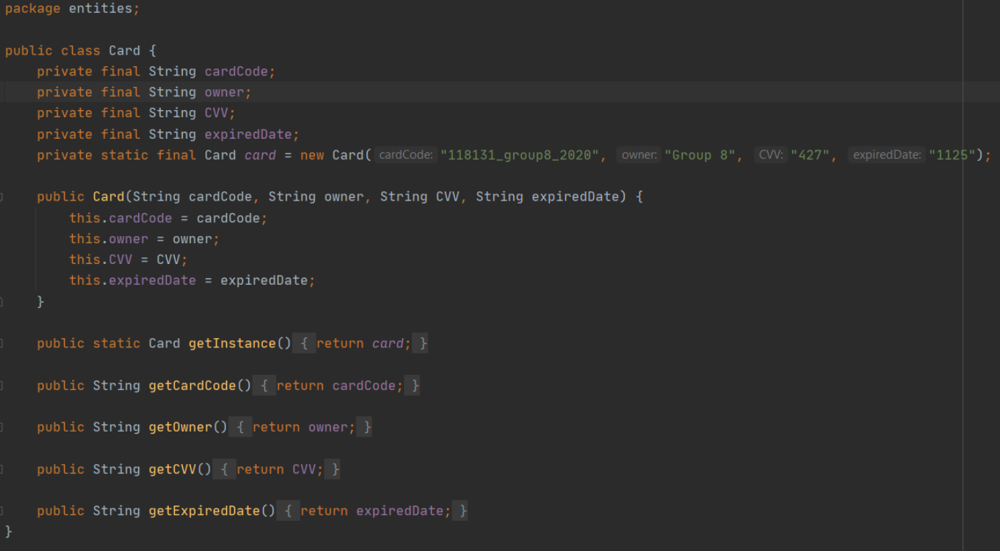 package entities;
public class Card {
private final String cardCode;
private final String owner;
private final String CVV;
private final String expiredDate;
private static final Card card = new Card( cardCode: "118131_group8_2020", owner: "Group 8", CVV: "427", expiredDate: "1125");
public Card(String cardCode, String owner, String CVV, String expiredDate) {
this.cardCode = cardCode;
this.owner = owner;
this.CVV = CVV;
this.expiredDate = expiredDate;
}
public static Card getInstance() { return card; }
public String getCardCode() { return cardCode; }
public String getOwner() { return owner; }
public String getCVV() { return CVV; }
public String getExpiredDate() { return expiredDate; }
}